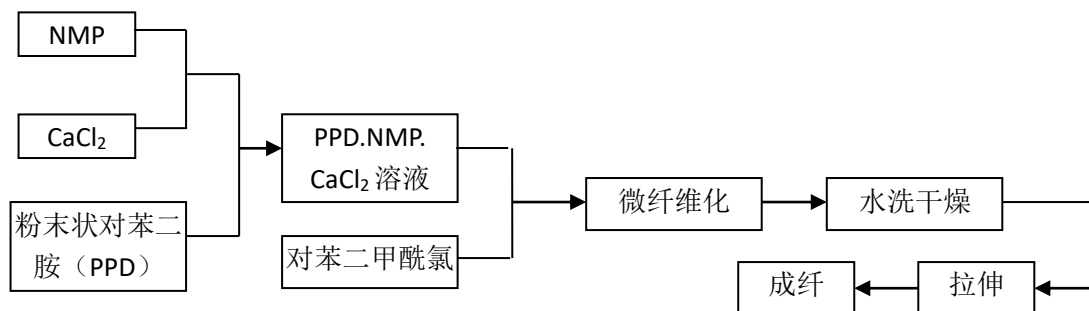 NMP
CaCl₂
粉末状对苯二
胺（PPD）
PPD.NMP.
CaCl₂ 溶液
对苯二甲酰氯
微纤维化
水洗干燥
拉伸
成纤